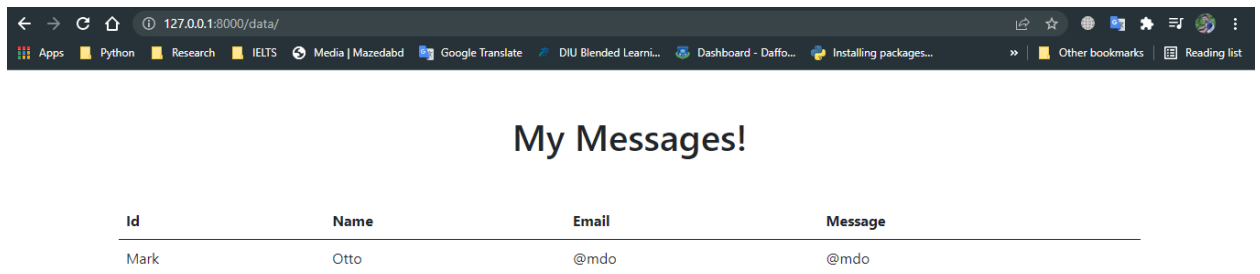 127.0.0.1:8000/data/
Apps Python Research IELTS Media | Mazedabd Google Translate DIU Blended Learni... Dashboard - Daffo... Installing packages... » Other bookmarks Reading list
My Messages!
Id Name Email Message
Mark Otto @mdo @mdo